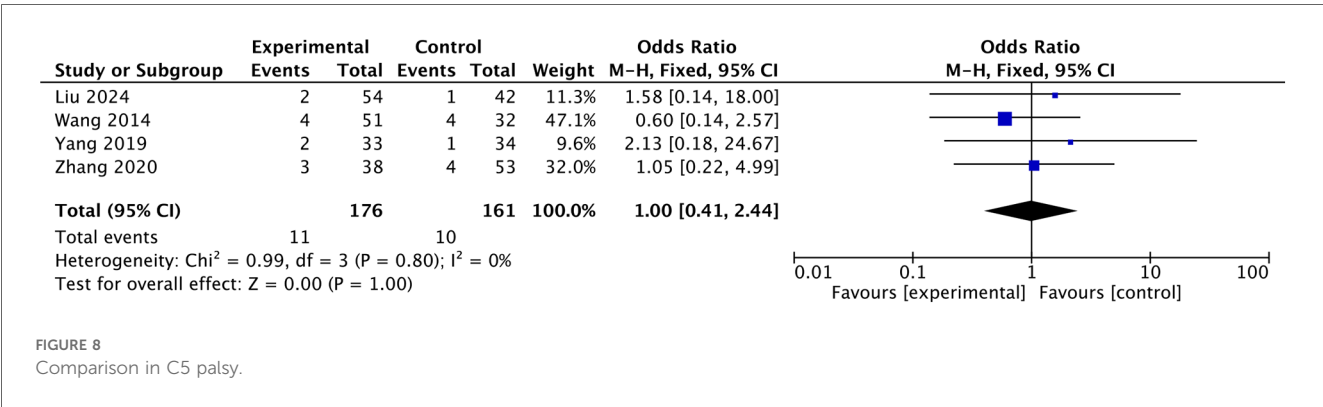 Experimental Control Odds Ratio Odds Ratio
Study or Subgroup Events Total Events Total Weight M-H, Fixed, 95% CI M-H, Fixed, 95% CI
Liu 2024 2 54 1 42 11.3% 1.58 [0.14, 18.00]
Wang 2014 4 51 4 32 47.1% 0.60 [0.14, 2.57]
Yang 2019 2 33 1 34 9.6% 2.13 [0.18, 24.67]
Zhang 2020 3 38 4 53 32.0% 1.05 [0.22, 4.99]
Total (95% CI) 176 161 100.0% 1.00 [0.41, 2.44]
Total events 11 10
Heterogeneity: Chi² = 0.99, df = 3 (P = 0.80); I² = 0%
Test for overall effect: Z = 0.00 (P = 1.00)
0.01 0.1 1 10 100
Favours [experimental] Favours [control]
FIGURE 8
Comparison in C5 palsy.